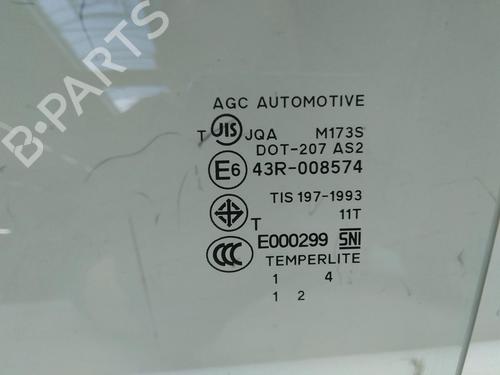 B-PARTS
AGC AUTOMOTIVE
T JIS JQA M173S
DOT-207 AS2
E6 43R-008574
TIS 197-1993
11T
T
CCC E000299 SNI
TEMPERLITE
1 4
1 2